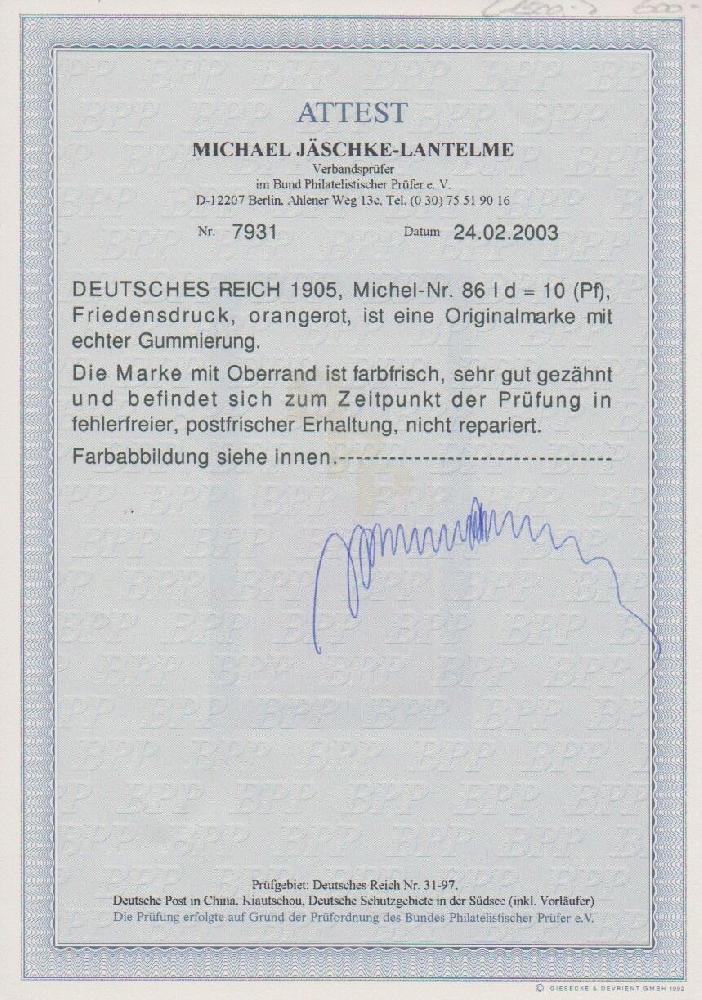 ATTEST
MICHAEL JÄSCHKE-LANTELME
Verbandsprüfer
im Bund Philatelistischer Prüfer e. V.
D-12207 Berlin, Ahlener Weg 13c, Tel. (0 30) 75 51 90 16
Nr. 7931 Datum 24.02.2003
DEUTSCHES REICH 1905, Michel-Nr. 86 I d = 10 (Pf),
Friedensdruck, orangerot, ist eine Originalmarke mit
echter Gummierung.
Die Marke mit Oberrand ist farbfrisch, sehr gut gezähnt
und befindet sich zum Zeitpunkt der Prüfung in
fehlerfreier, postfrischer Erhaltung, nicht repariert.
Farbabbildung siehe innen.--------------------------------
Prüfgebiet: Deutsches Reich Nr. 31-97,
Deutsche Post in China, Kiautschou, Deutsche Schutzgebiete in der Südsee (inkl. Vorläufer)
Die Prüfung erfolgte auf Grund der Prüfordnung des Bundes Philatelistischer Prüfer e.V.
© GIESECKE & DEVRIENT GMBH 1992